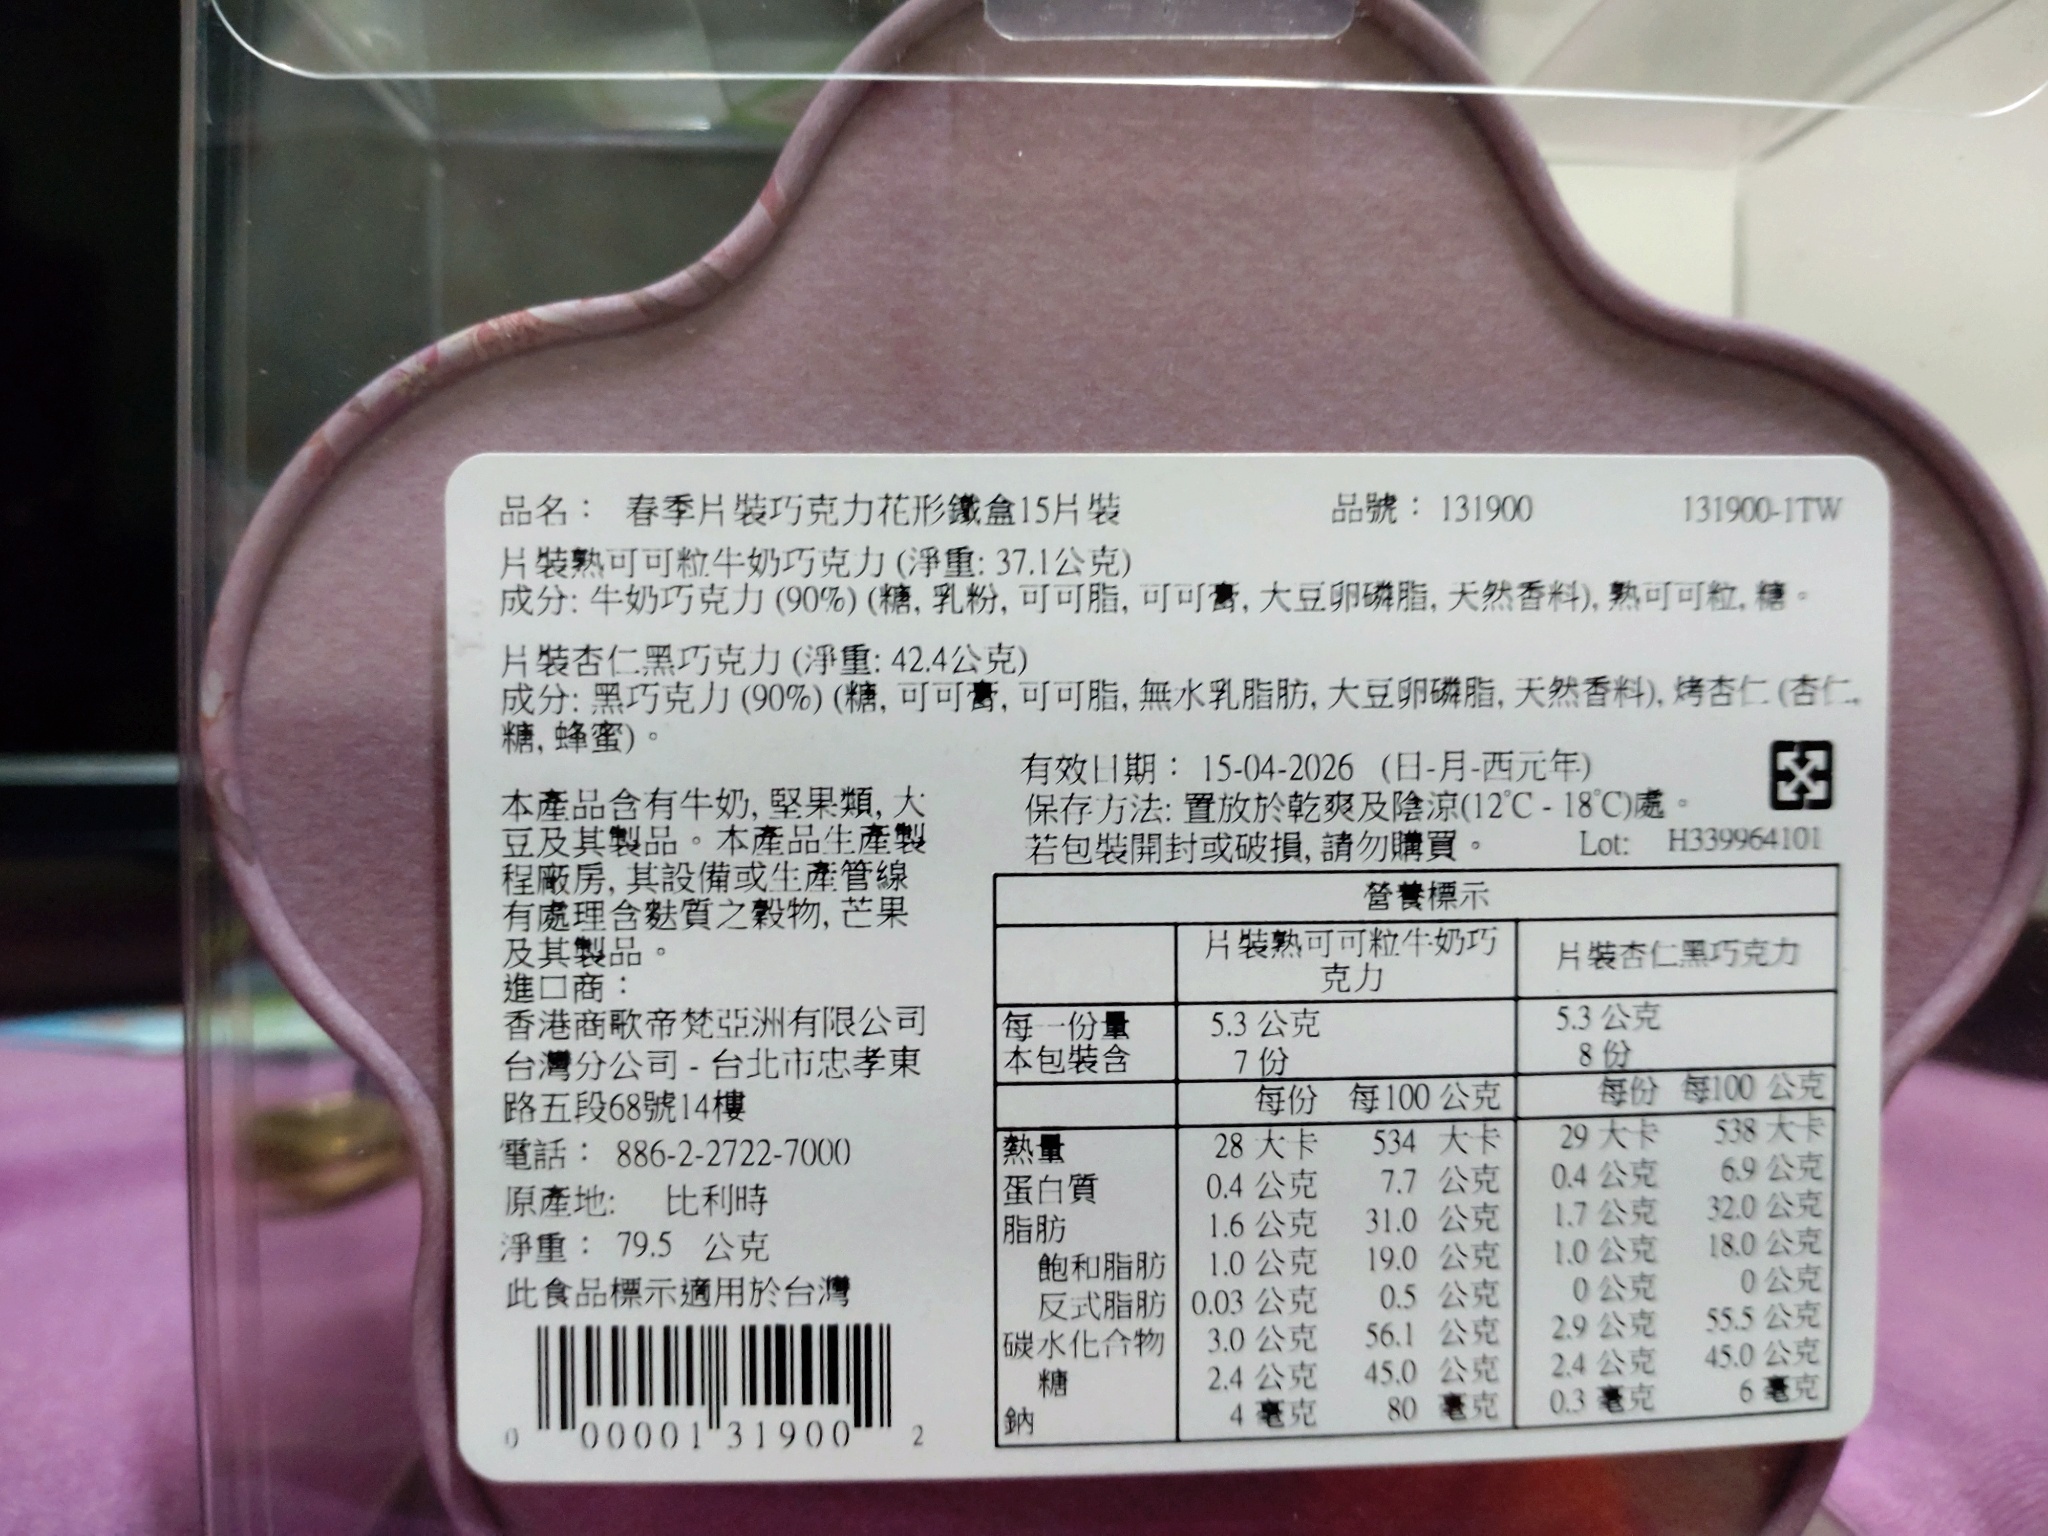 品名： 春季片裝巧克力花形鐵盒15片裝 品號：131900 131900-1TW
片裝熟可可粒牛奶巧克力 (淨重: 37.1公克)
成分: 牛奶巧克力 (90%) (糖, 乳粉, 可可脂, 可可膏, 大豆卵磷脂, 天然香料), 熟可可粒, 糖。
片裝杏仁黑巧克力 (淨重: 42.4公克)
成分: 黑巧克力 (90%) (糖, 可可膏, 可可脂, 無水乳脂肪, 大豆卵磷脂, 天然香料), 烤杏仁 (杏仁,
糖, 蜂蜜)。
有效日期： 15-04-2026 (日-月-西元年)
保存方法: 置放於乾爽及陰涼(12℃ - 18℃)處。
若包裝開封或破損, 請勿購買。 Lot: H339964101
本產品含有牛奶, 堅果類, 大
豆及其製品。本產品生產製
程廠房, 其設備或生產管線
有處理含麩質之穀物, 芒果
及其製品。
進口商：
香港商歌帝梵亞洲有限公司
台灣分公司 - 台北市忠孝東
路五段68號14樓
電話： 886-2-2722-7000
原產地: 比利時
淨重： 79.5 公克
此食品標示適用於台灣
0 00001 31900 2
營養標示
片裝熟可可粒牛奶巧 片裝杏仁黑巧克力
克力
每一份量 5.3 公克 5.3 公克
本包裝含 7 份 8 份
每份 每100 公克 每份 每100 公克
熱量 28 大卡 534 大卡 29 大卡 538 大卡
蛋白質 0.4 公克 7.7 公克 0.4 公克 6.9 公克
脂肪 1.6 公克 31.0 公克 1.7 公克 32.0 公克
飽和脂肪 1.0 公克 19.0 公克 1.0 公克 18.0 公克
反式脂肪 0.03 公克 0.5 公克 0 公克 0 公克
碳水化合物 3.0 公克 56.1 公克 2.9 公克 55.5 公克
糖 2.4 公克 45.0 公克 2.4 公克 45.0 公克
鈉 4 毫克 80 毫克 0.3 毫克 6 毫克